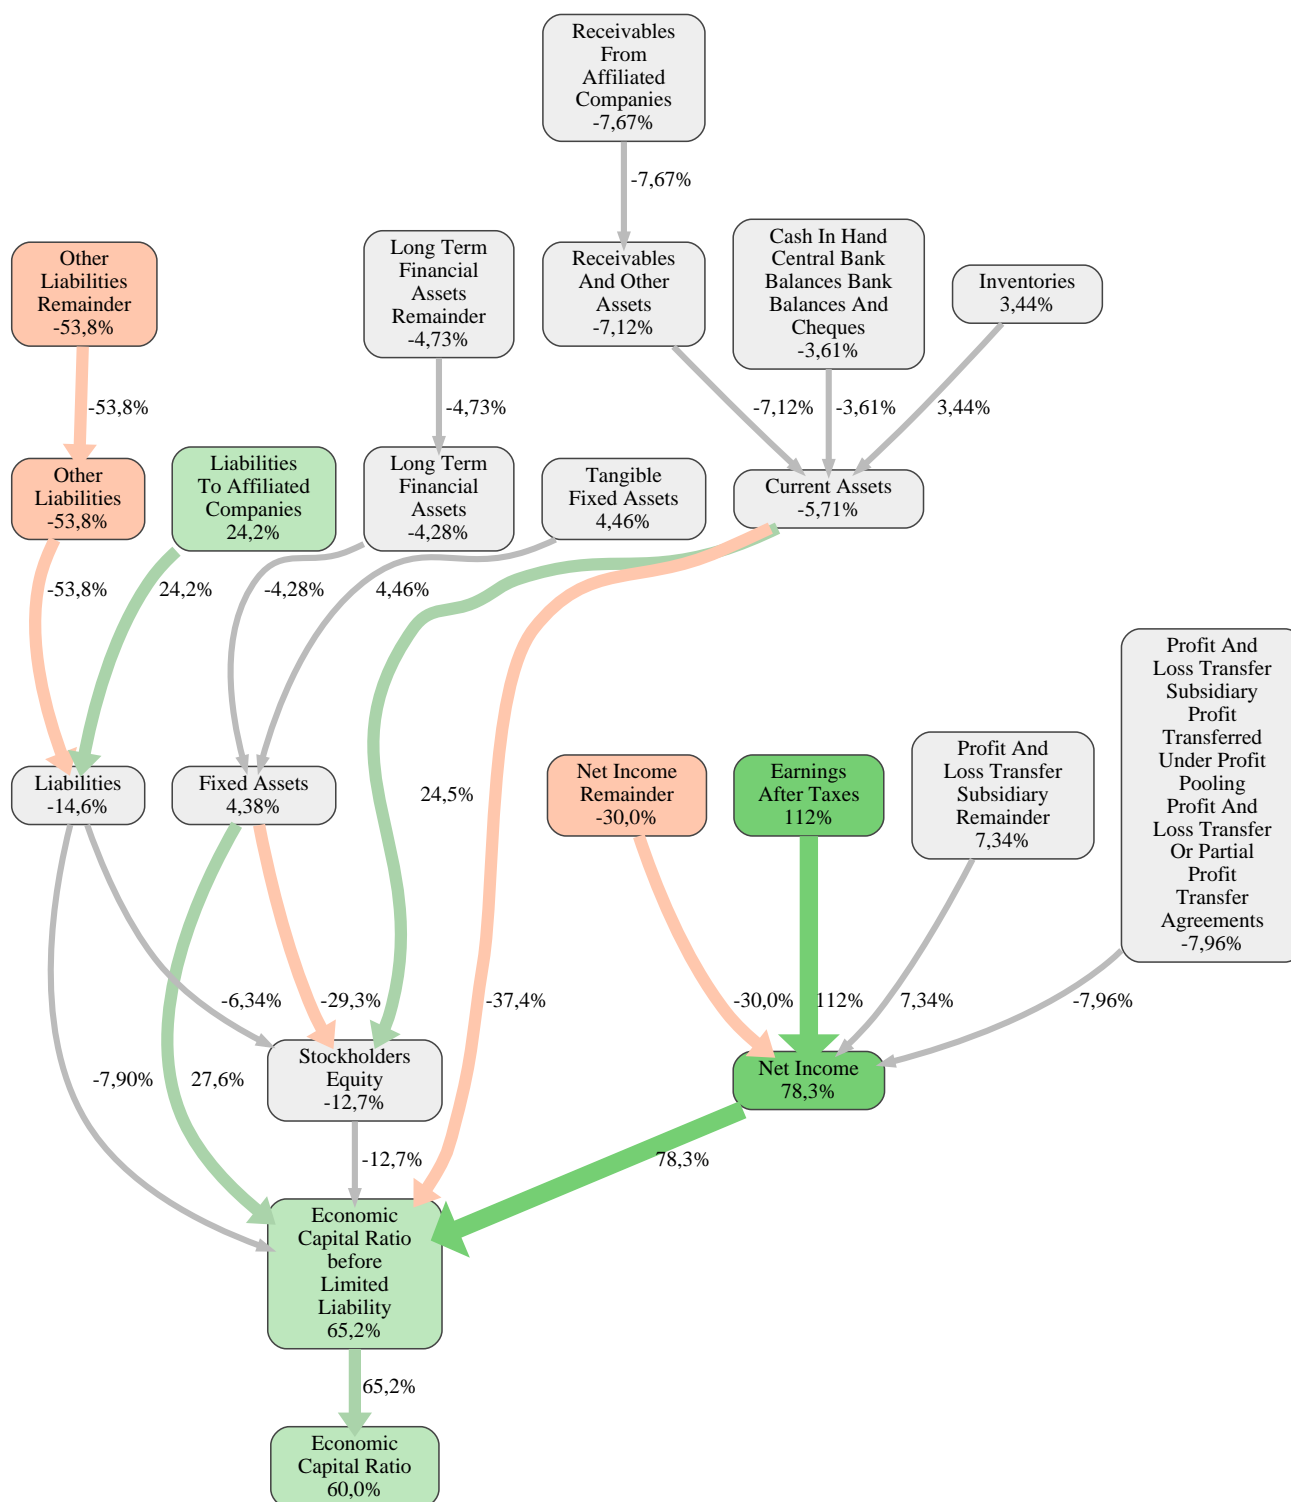 Receivables
From
Affiliated
Companies
-7,67%
-7,67%
Other
Liabilities
Remainder
-53,8%
Long Term
Financial
Assets
Remainder
-4,73%
Receivables
And Other
Assets
-7,12%
Cash In Hand
Central Bank
Balances Bank
Balances And
Cheques
-3,61%
Inventories
3,44%
-53,8%
-4,73%
-7,12%
-3,61%
3,44%
Other
Liabilities
-53,8%
Liabilities
To Affiliated
Companies
24,2%
Long Term
Financial
Assets
-4,28%
Tangible
Fixed Assets
4,46%
Current Assets
-5,71%
-53,8%
24,2%
-4,28%
4,46%
Profit And
Loss Transfer
Subsidiary
Profit
Transferred
Under Profit
Pooling
Profit And
Loss Transfer
Or Partial
Profit
Transfer
Agreements
-7,96%
Liabilities
-14,6%
Fixed Assets
4,38%
24,5%
Net Income
Remainder
-30,0%
Earnings
After Taxes
112%
Profit And
Loss Transfer
Subsidiary
Remainder
7,34%
-6,34%
-29,3%
-37,4%
-30,0%
112%
7,34%
-7,96%
-7,90%
27,6%
Stockholders
Equity
-12,7%
Net Income
78,3%
-12,7%
78,3%
Economic
Capital Ratio
before
Limited
Liability
65,2%
65,2%
Economic
Capital Ratio
60,0%